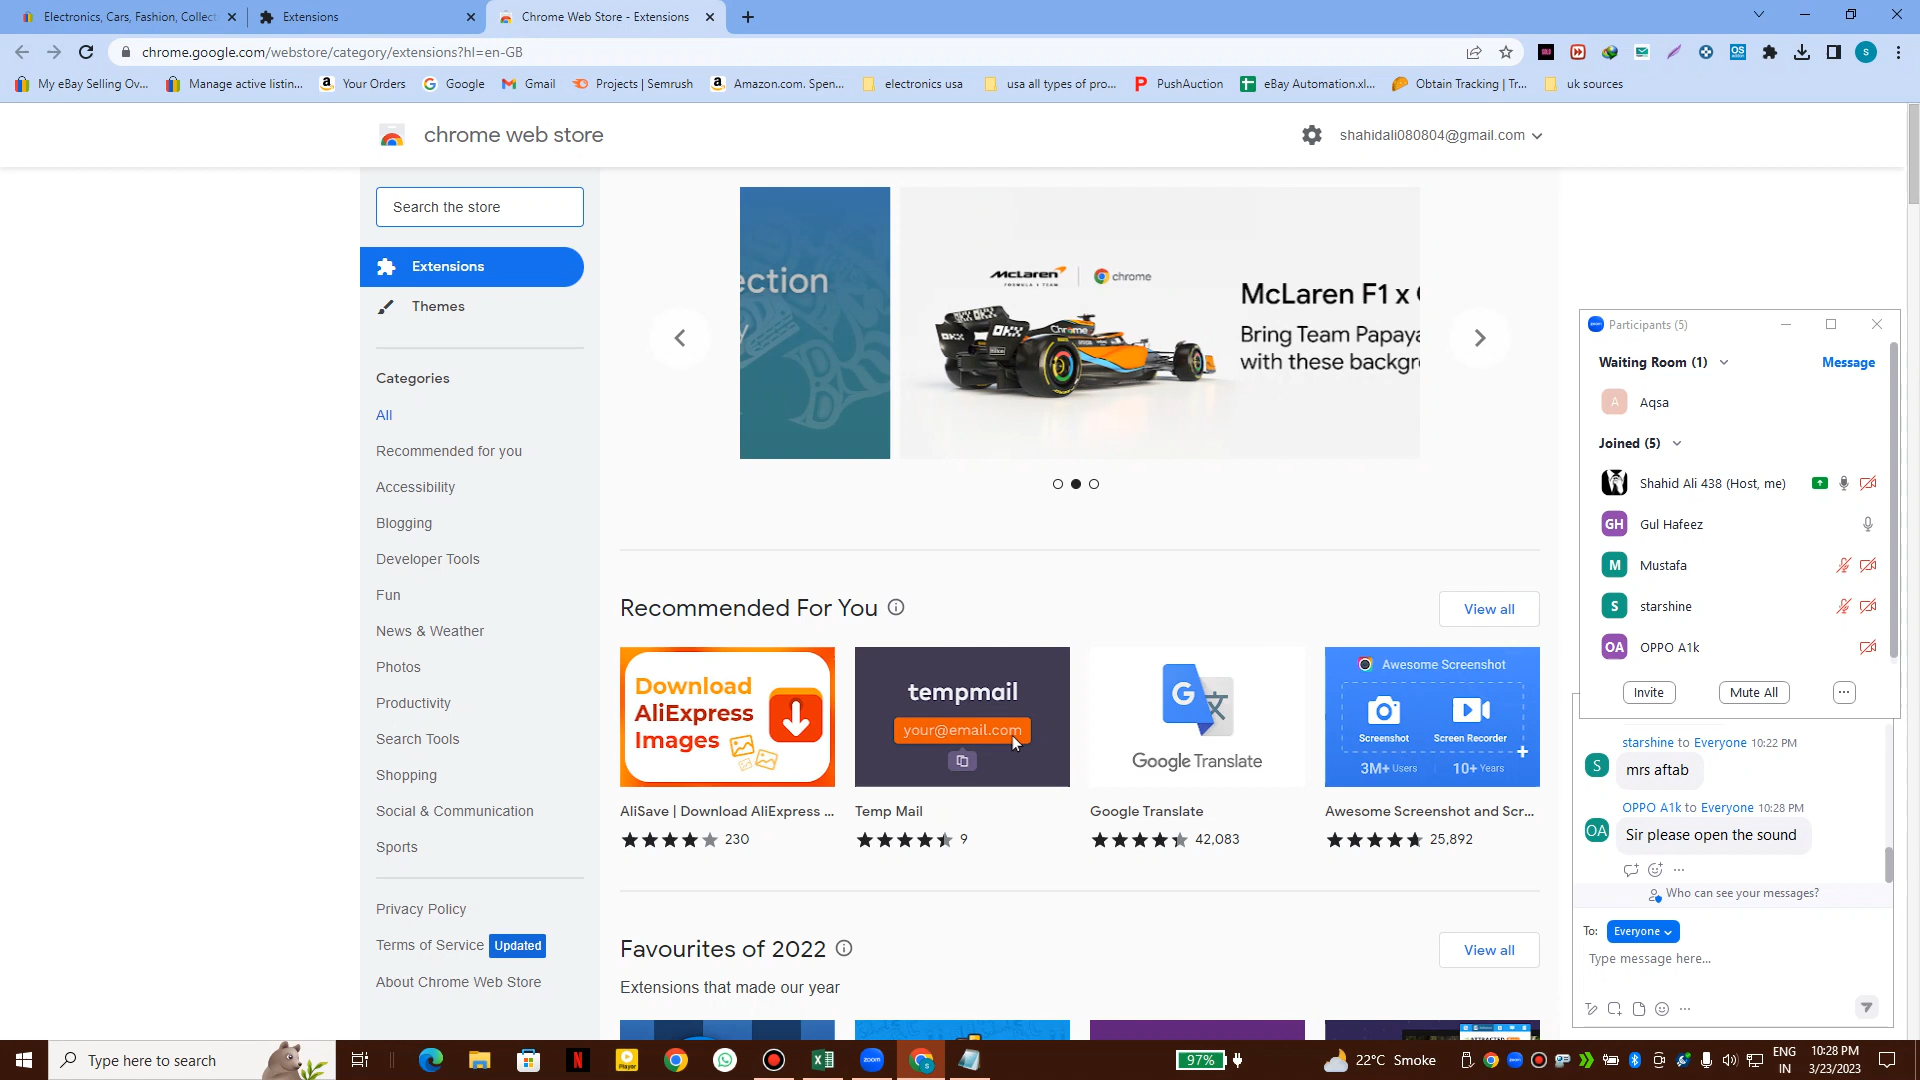 Electronics, Cars, Fashion, Collect
Extensions
Chrome Web Store - Extensions
chrome.google.com/webstore/category/extensions?hl=en-GB
My eBay Selling Ov...
Manage active listin...
Your Orders
Google
Gmail
Projects | Semrush
Amazon.com. Spen...
electronics usa
usa all types of pro...
PushAuction
eBay Automation.xl...
Obtain Tracking | Tr...
uk sources
chrome web store
shahidali080804@gmail.com
Search the store
Extensions
Themes
Categories
All
Recommended for you
Accessibility
Blogging
Developer Tools
Fun
News & Weather
Photos
Productivity
Search Tools
Shopping
Social & Communication
Sports
Privacy Policy
Terms of Service Updated
About Chrome Web Store
ection
McLaren
FORMULA 1 TEAM
chrome
McLaren F1 x
Bring Team Papaya
with these backgr
Recommended For You
View all
Download
AliExpress
Images
tempmail
your@email.com
Google Translate
Awesome Screenshot
Screenshot
Screen Recorder
3M+ Users
10+ Years
AliSave | Download AliExpress ...
230
Temp Mail
9
Google Translate
42,083
Awesome Screenshot and Scr...
25,892
Favourites of 2022
View all
Extensions that made our year
Participants (5)
Waiting Room (1)
Message
A
Aqsa
Joined (5)
Shahid Ali 438 (Host, me)
GH
Gul Hafeez
M
Mustafa
S
starshine
OA
OPPO A1k
Invite
Mute All
starshine to Everyone 10:22 PM
S
mrs aftab
OPPO A1k to Everyone 10:28 PM
OA
Sir please open the sound
Who can see your messages?
To: Everyone
Type message here...
Type here to search
97%
22°C Smoke
ENG
IN
10:28 PM
3/23/2023